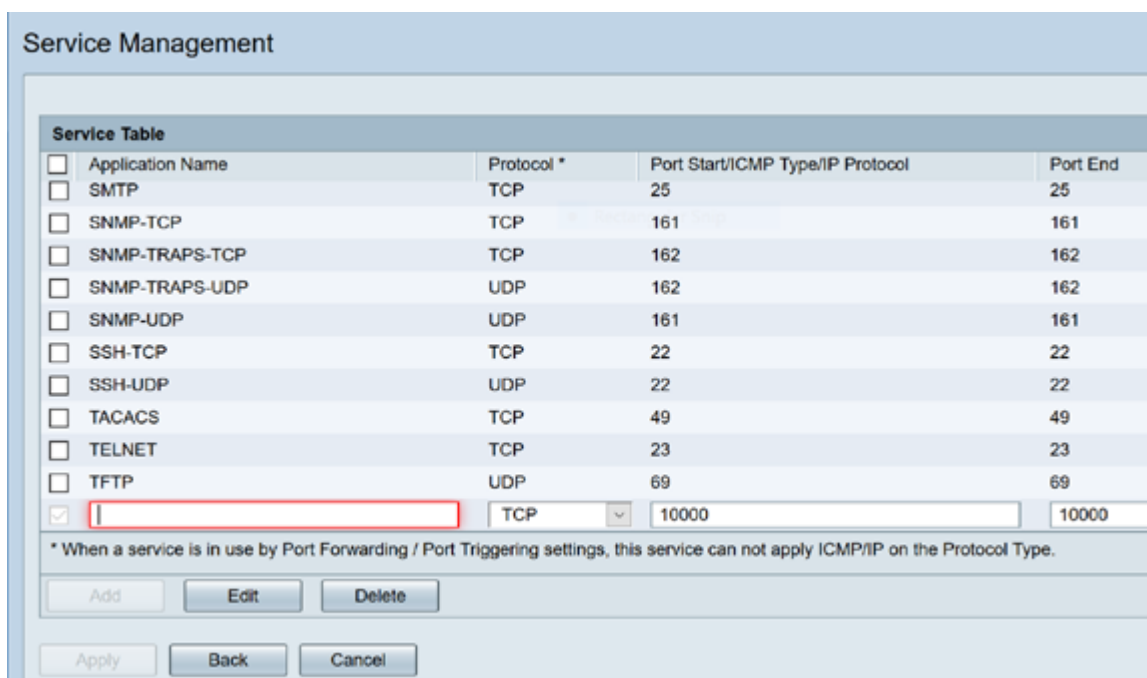 Service Management
Service Table
Application Name Protocol * Port Start/ICMP Type/IP Protocol Port End
SMTP TCP 25 25
SNMP-TCP TCP 161 161
SNMP-TRAPS-TCP TCP 162 162
SNMP-TRAPS-UDP UDP 162 162
SNMP-UDP UDP 161 161
SSH-TCP TCP 22 22
SSH-UDP UDP 22 22
TACACS TCP 49 49
TELNET TCP 23 23
TFTP UDP 69 69
TCP 10000 10000
* When a service is in use by Port Forwarding / Port Triggering settings, this service can not apply ICMP/IP on the Protocol Type.
Add Edit Delete
Apply Back Cancel